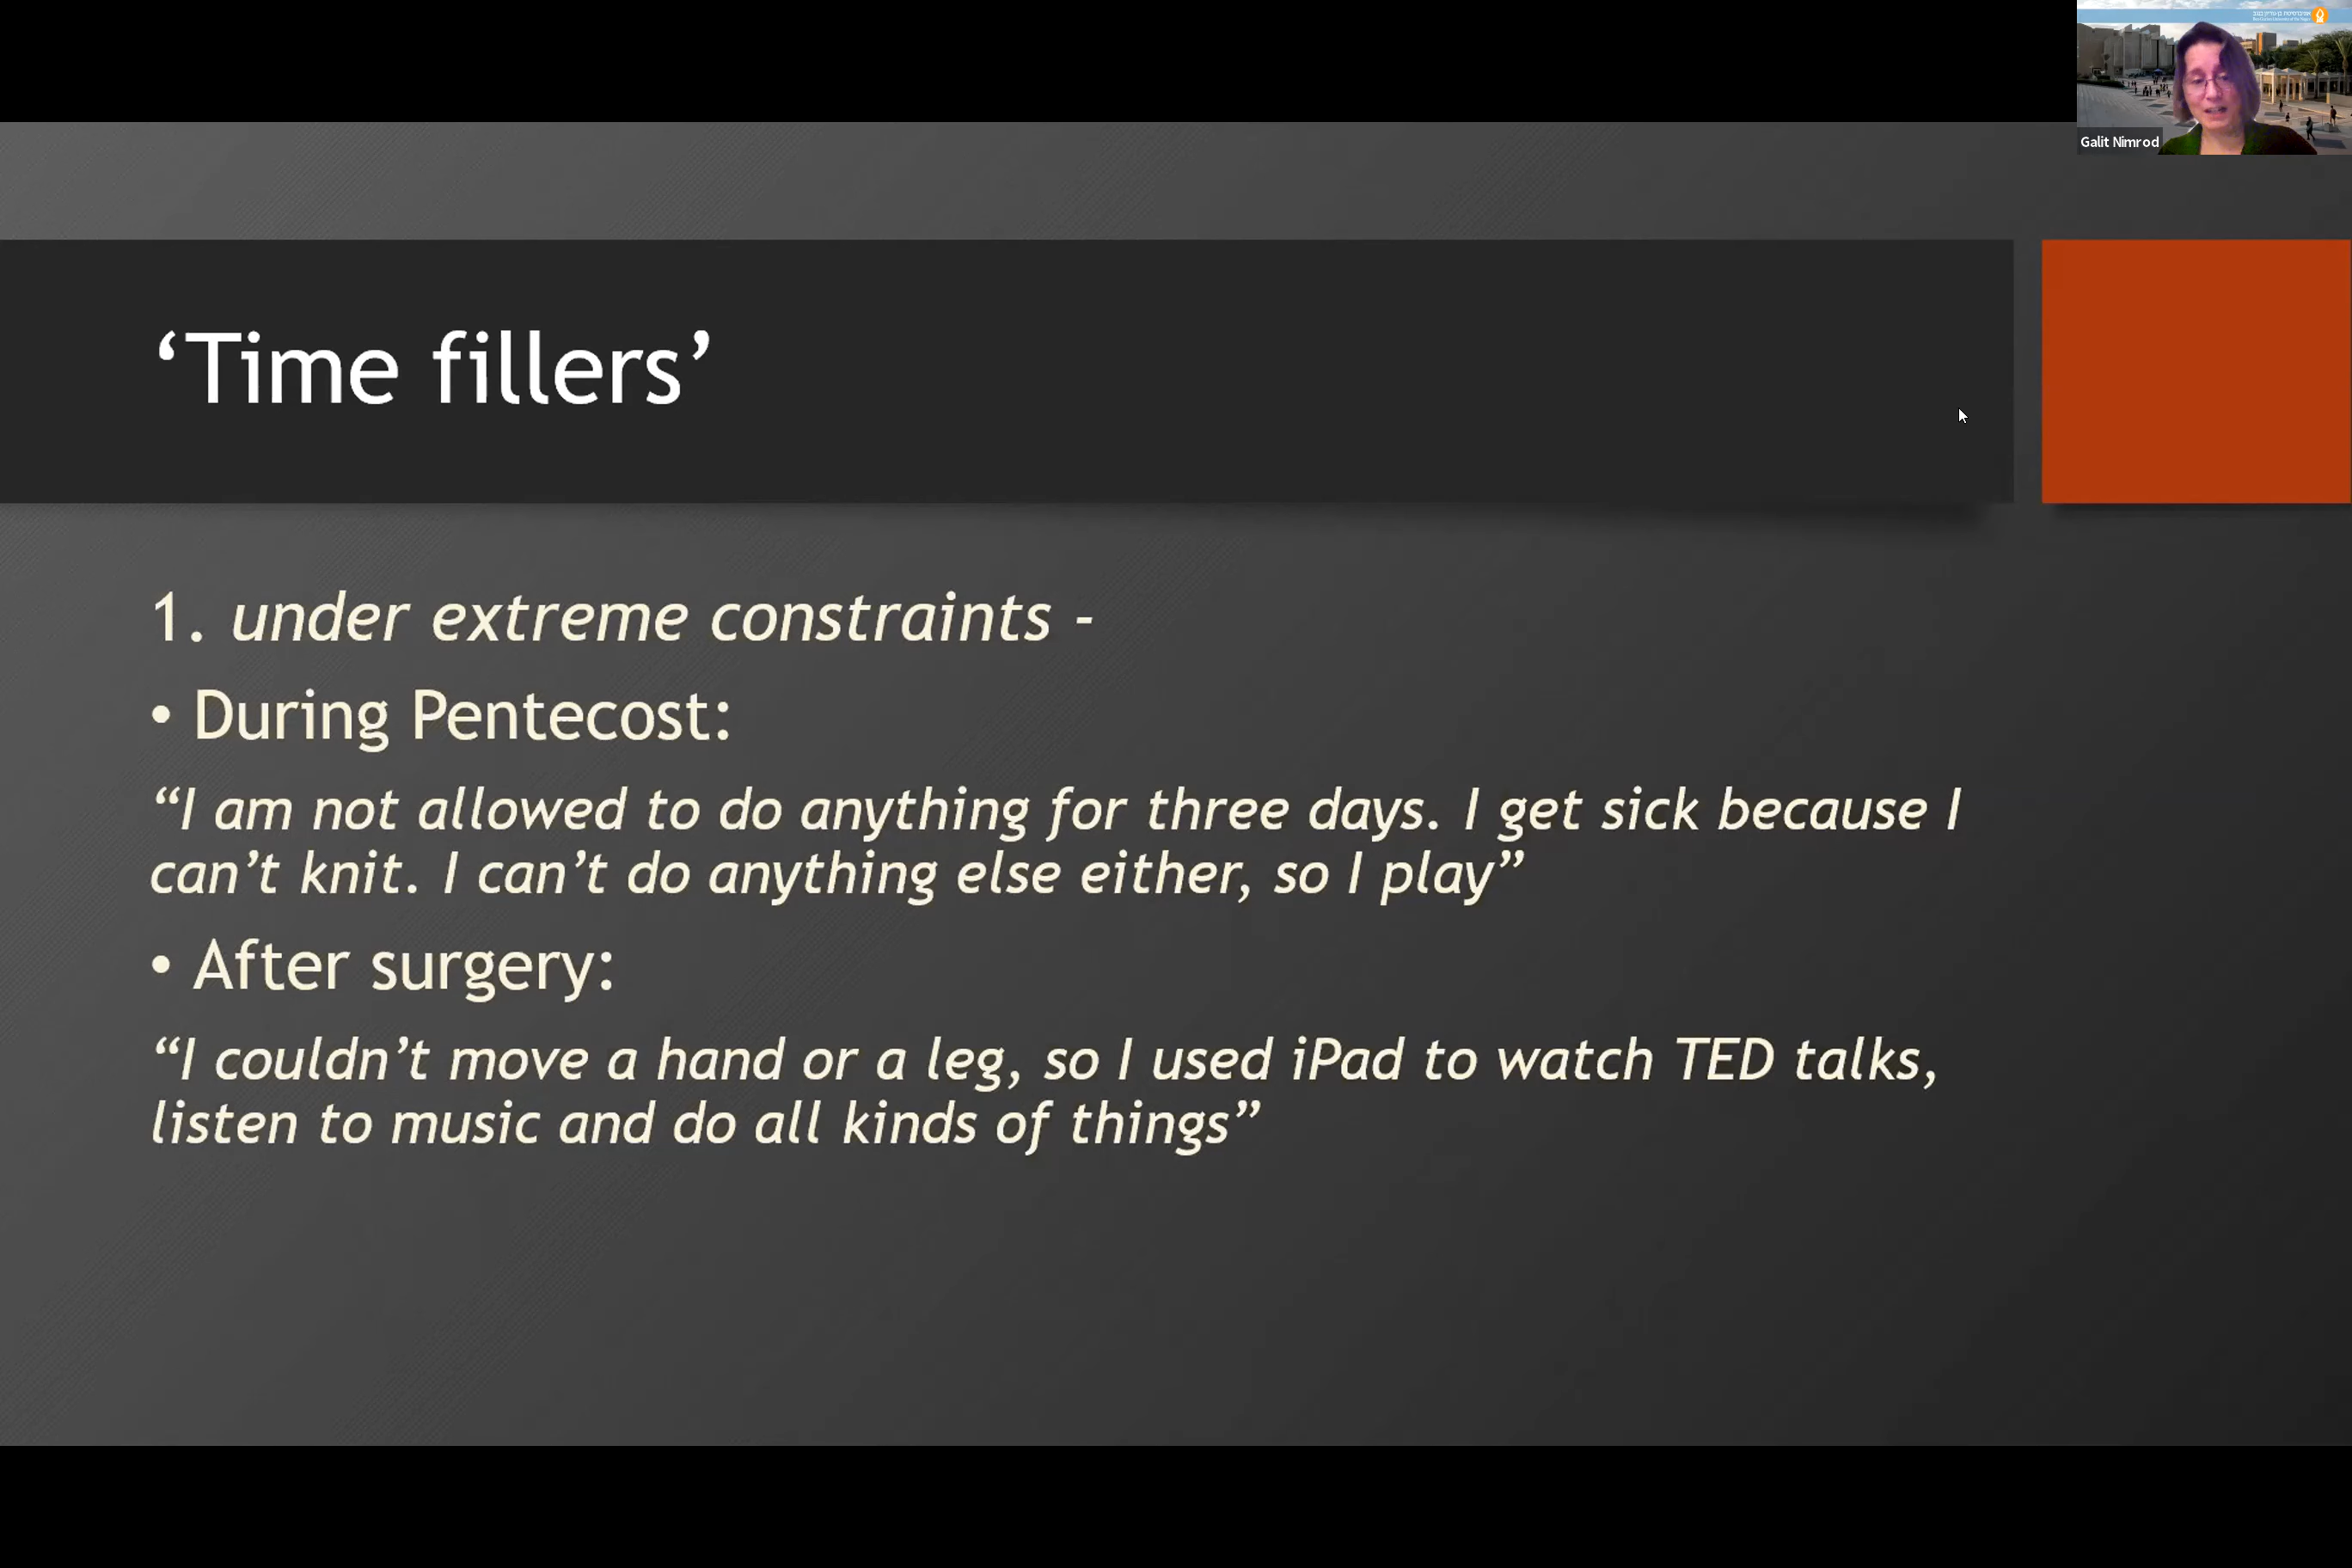 Galit Nimrod
‘Time fillers’
1. under extreme constraints -
• During Pentecost:
“I am not allowed to do anything for three days. I get sick because I
can’t knit. I can’t do anything else either, so I play”
• After surgery:
“I couldn’t move a hand or a leg, so I used iPad to watch TED talks,
listen to music and do all kinds of things”